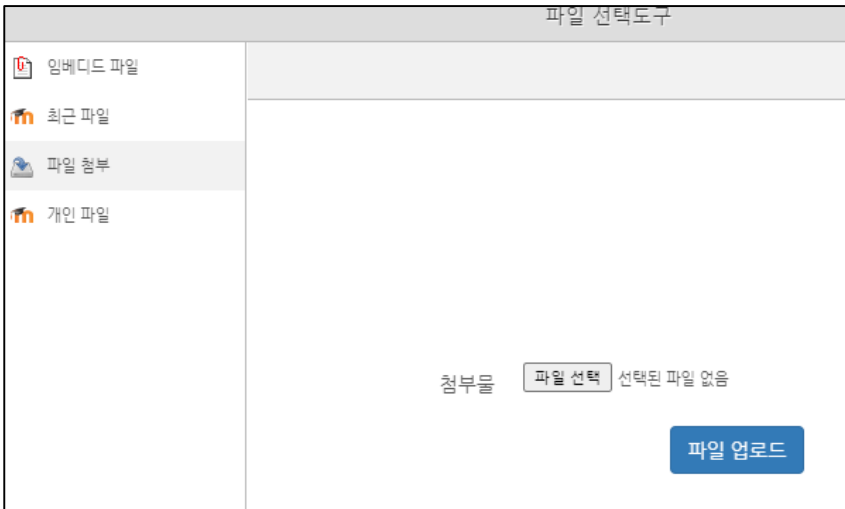 파일 선택도구
임베디드 파일
최근 파일
파일 첨부
개인 파일
첨부물 파일 선택 선택된 파일 없음
파일 업로드